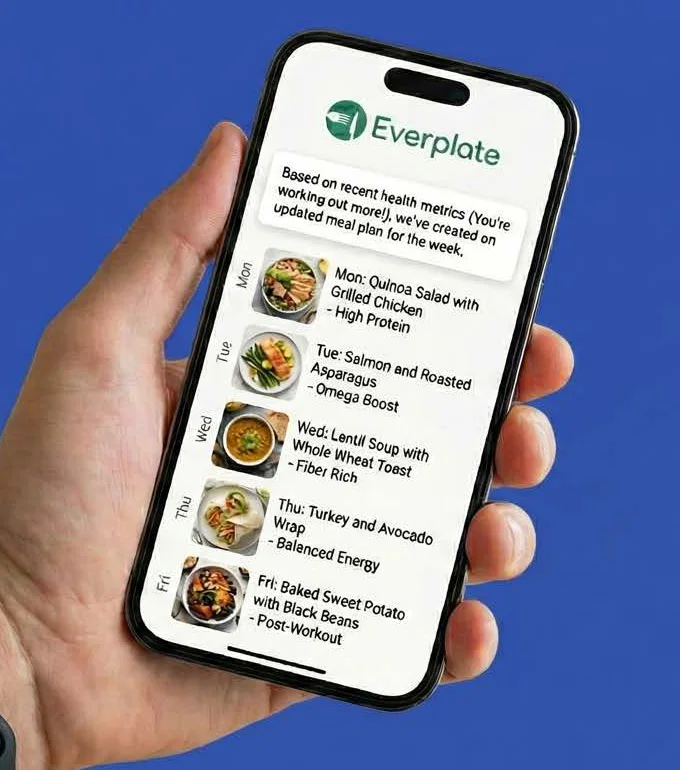 Everplate
Based on recent health metrics (You're
working out more!), we've created on
updated meal plan for the week.
Mon
Mon: Quinoa Salad with
Grilled Chicken
- High Protein
Tue
Tue: Salmon and Roasted
Asparagus
- Omega Boost
Wed
Wed: Lentil Soup with
Whole Wheat Toast
- Fiber Rich
Thu
Thu: Turkey and Avocado
Wrap
- Balanced Energy
Fri
Fri: Baked Sweet Potato
with Black Beans
- Post-Workout